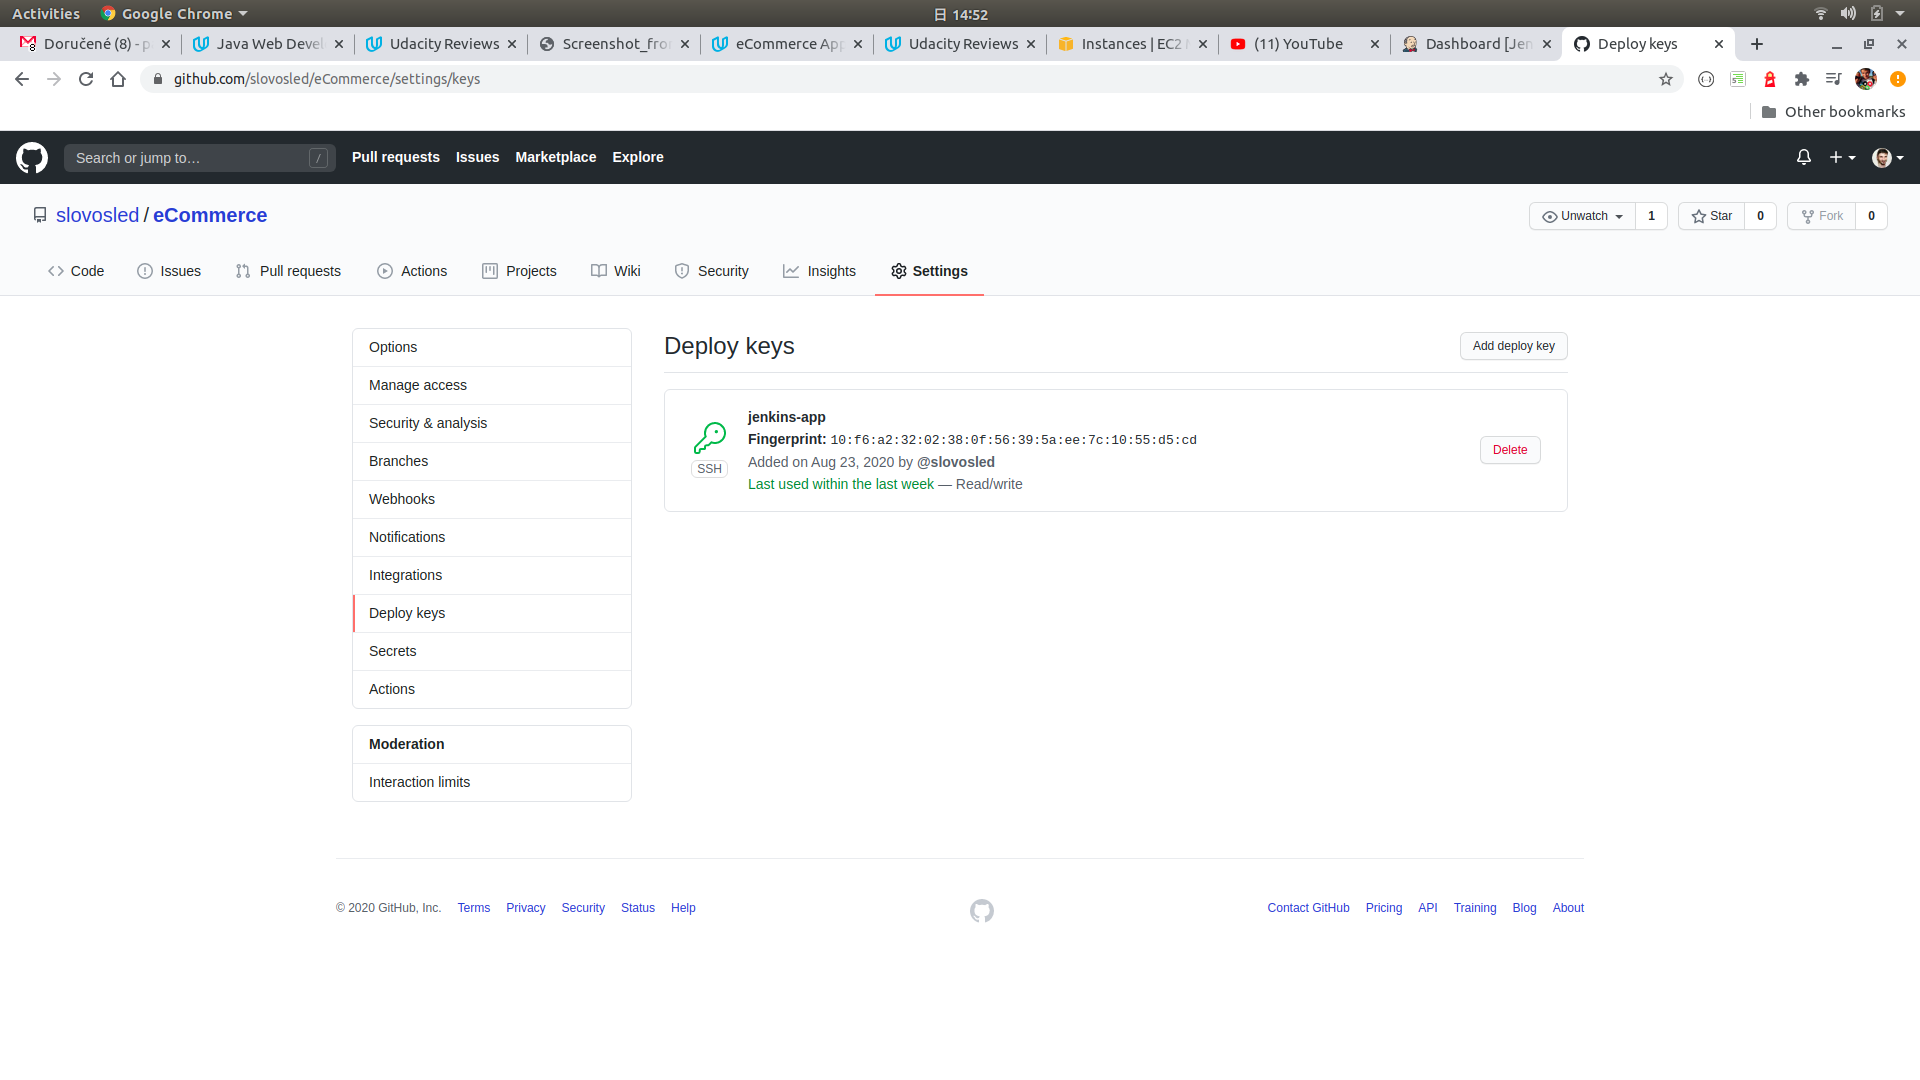 Activities
Google Chrome
日 14:52
Doručené (8) - p
Java Web Devel
Udacity Reviews
Screenshot_fro
eCommerce App
Udacity Reviews
Instances | EC2 M
(11) YouTube
Dashboard [Jen
Deploy keys
github.com/slovosled/eCommerce/settings/keys
Other bookmarks
Search or jump to…
/
Pull requests
Issues
Marketplace
Explore
slovosled / eCommerce
Unwatch 1
Star 0
Fork 0
Code
Issues
Pull requests
Actions
Projects
Wiki
Security
Insights
Settings
Options
Manage access
Security & analysis
Branches
Webhooks
Notifications
Integrations
Deploy keys
Secrets
Actions
Moderation
Interaction limits
Deploy keys
Add deploy key
SSH
jenkins-app
Fingerprint: 10:f6:a2:32:02:38:0f:56:39:5a:ee:7c:10:55:d5:cd
Added on Aug 23, 2020 by @slovosled
Last used within the last week — Read/write
Delete
© 2020 GitHub, Inc.
Terms
Privacy
Security
Status
Help
Contact GitHub
Pricing
API
Training
Blog
About